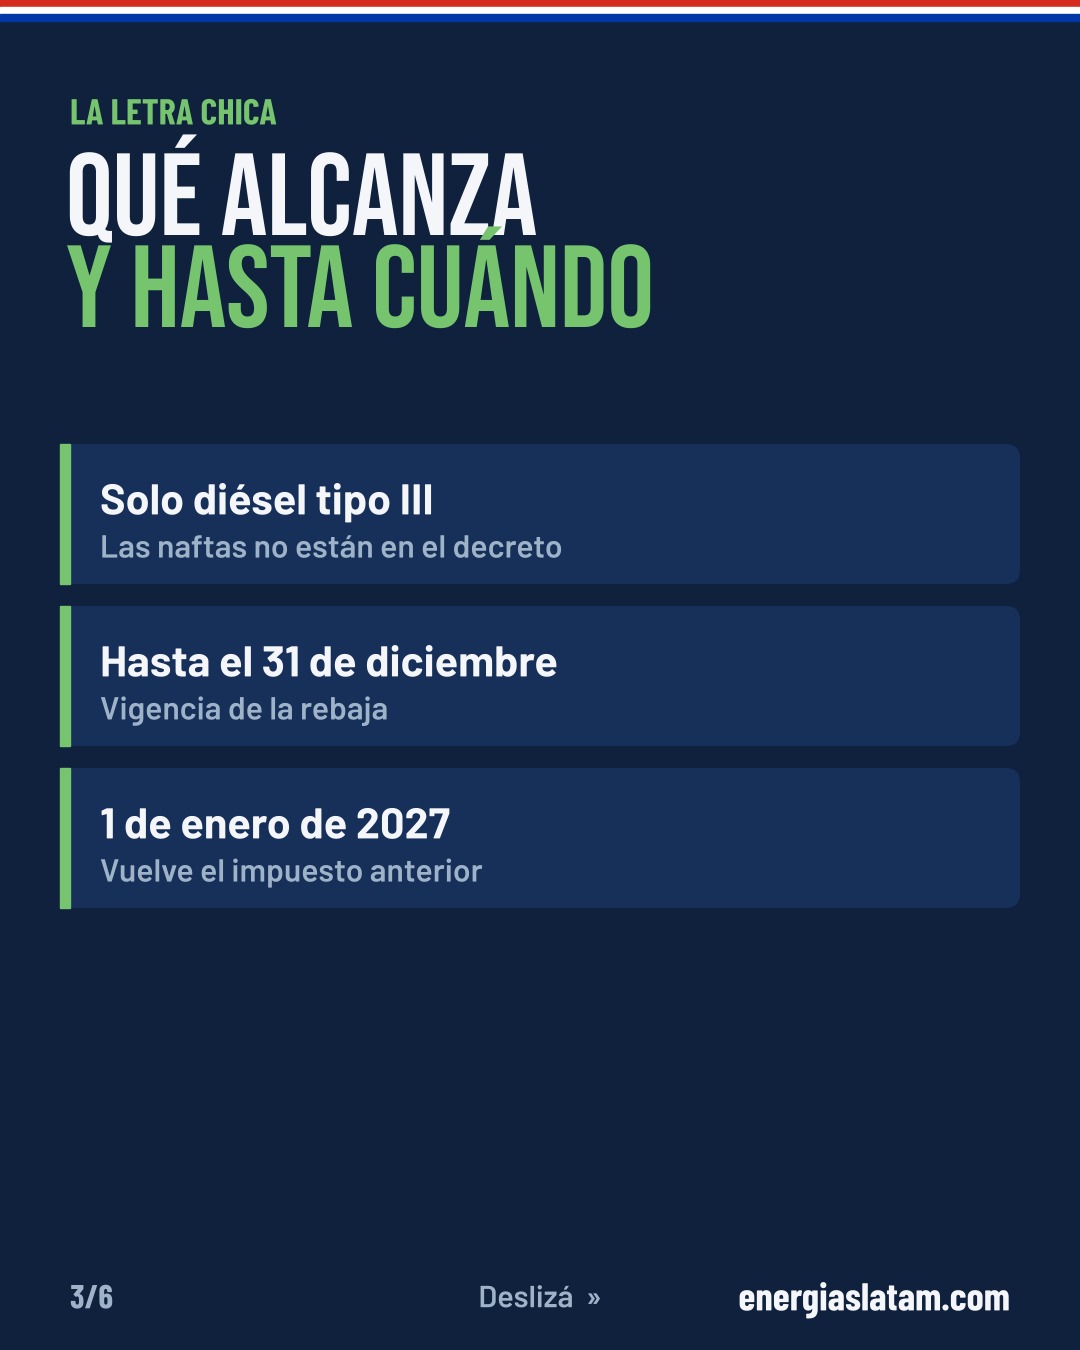 LA LETRA CHICA
QUÉ ALCANZA
Y HASTA CUÁNDO
Solo diésel tipo III
Las naftas no están en el decreto
Hasta el 31 de diciembre
Vigencia de la rebaja
1 de enero de 2027
Vuelve el impuesto anterior
3/6
Deslizá »
energiaslatam.com